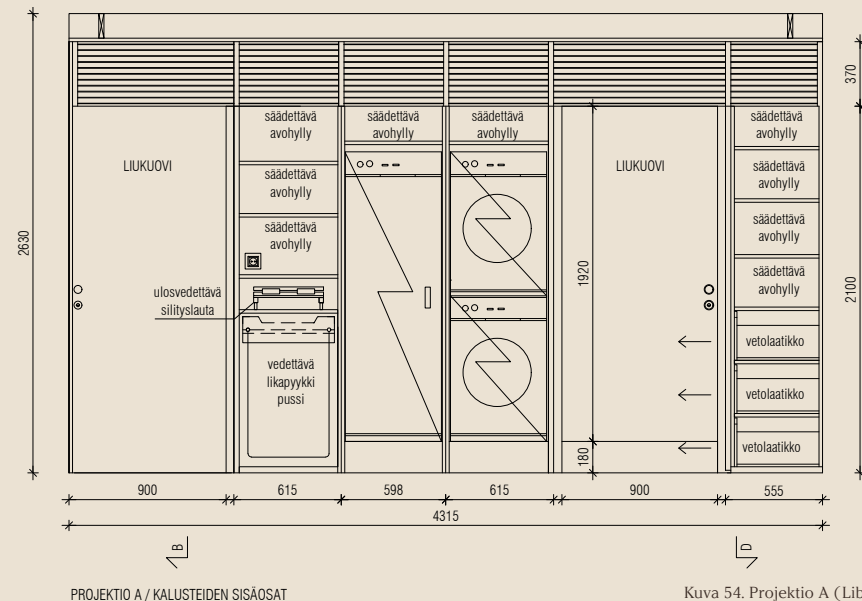 370
säädettävä
avohylly
säädettävä
avohylly
säädettävä
avohylly
säädettävä
avohylly
LIUKUOVI
LIUKUOVI
säädettävä
avohylly
säädettävä
avohylly
säädettävä
avohylly
säädettävä
avohylly
säädettävä
avohylly
2630
1920
2100
ulosvedettävä
silityslauta
vedettävä
likapyykki
pussi
vetolaatikko
vetolaatikko
vetolaatikko
180
900
615
598
615
900
555
4315
B
D
PROJEKTIO A / KALUSTEIDEN SISÄOSAT
Kuva 54. Projektio A (Lib